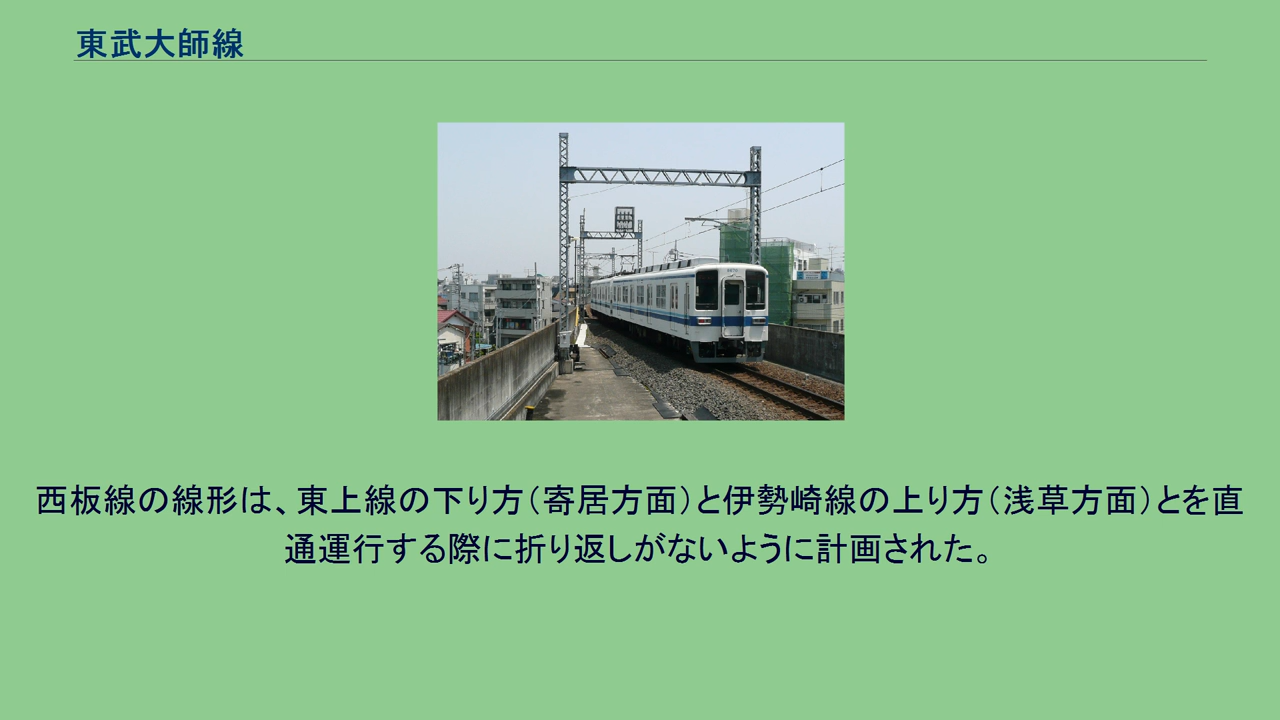 東武大師線
西板線の線形は、東上線の下り方（寄居方面）と伊勢崎線の上り方（浅草方面）とを直
通運行する際に折り返しがないように計画された。